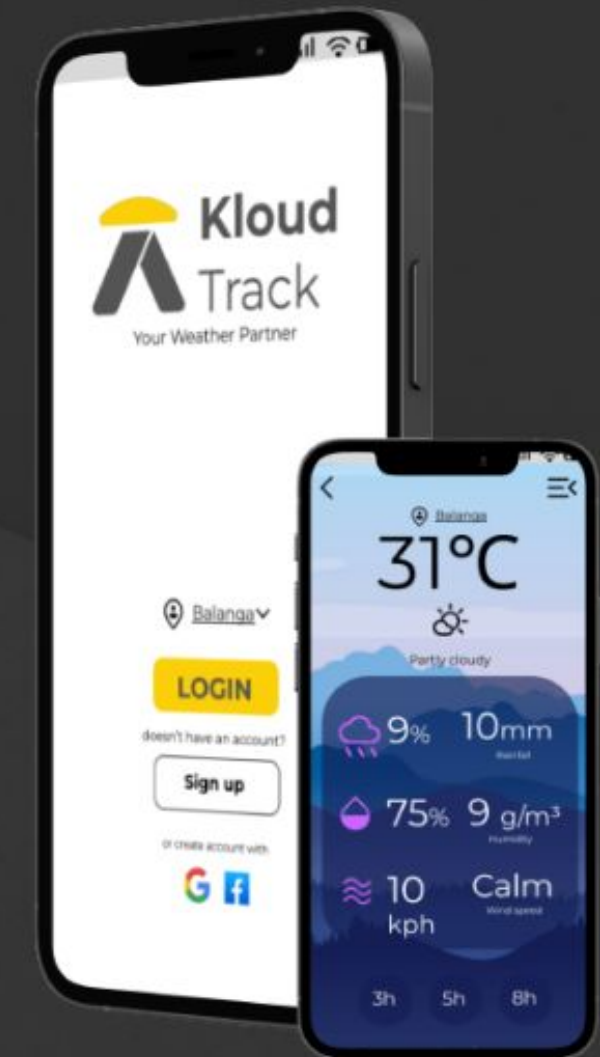 Kloud
Track
Your Weather Partner
Balanga
LOGIN
doesn't have an account?
Sign up
or create account with
G f
Balanga
31°C
Partly cloudy
9% 10mm
Rainfall
75% 9 g/m³
Humidity
10 kph Calm
Wind speed
3h 5h 8h